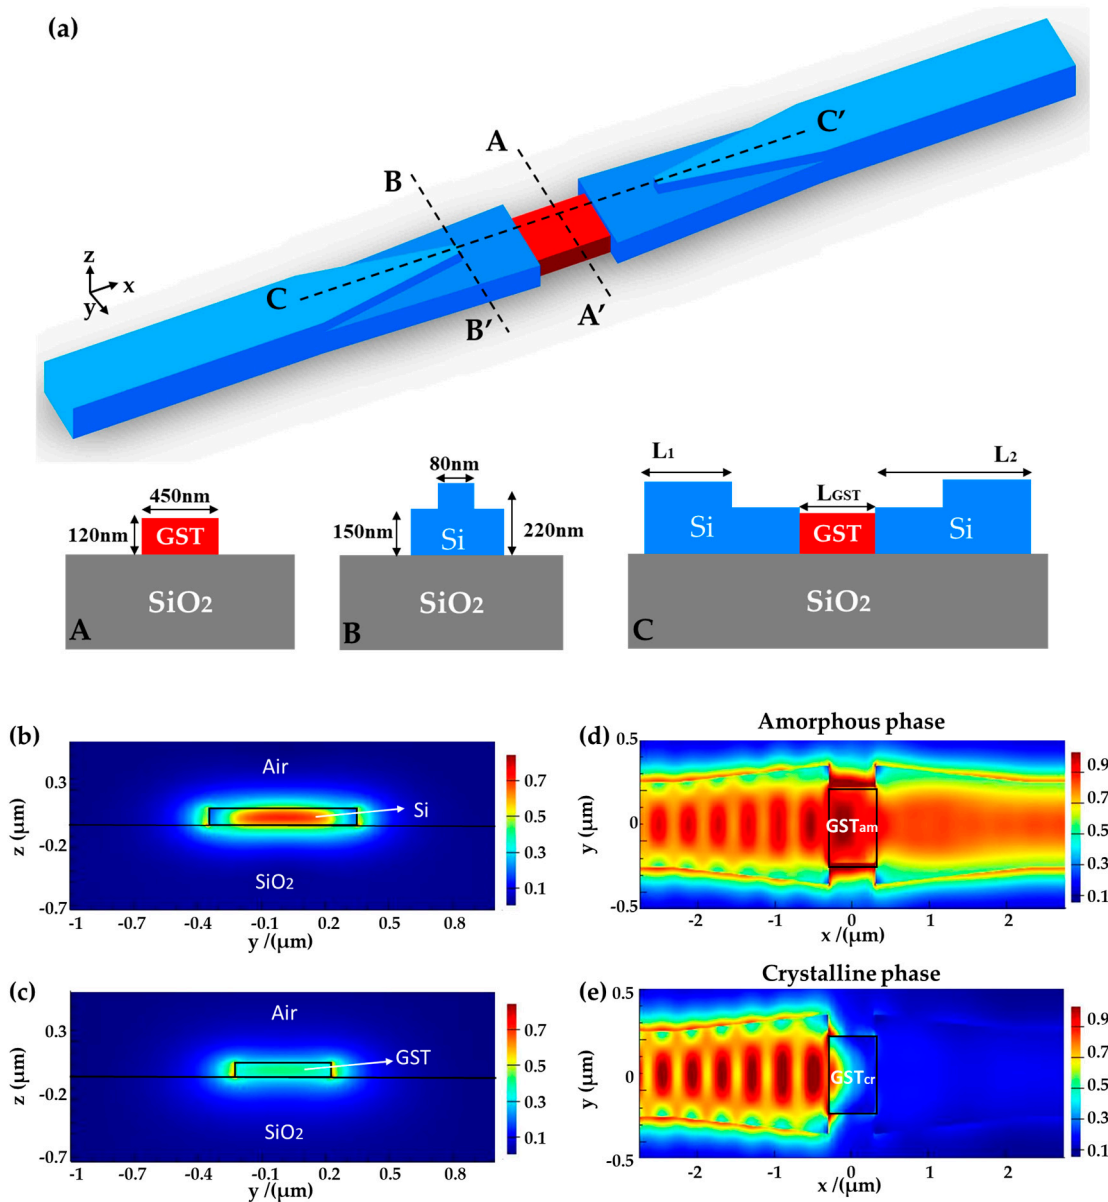 (a)
C'
A
B
z
x
y
C
B'
A'
450nm
120nm
GST
SiO2
A
80nm
150nm
Si
220nm
SiO2
B
L1
L2
LGST
Si
GST
Si
SiO2
C
(b)
0.3
-0.2
-0.7
z (μm)
Air
Si
SiO2
-1
-0.8
-0.4
-0.1
0.2
0.4
0.8
y /(μm)
0.7
0.5
0.3
0.1
(c)
0.3
-0.2
-0.7
z (μm)
Air
GST
SiO2
-1
-0.8
-0.4
-0.1
0.2
0.4
0.8
y /(μm)
0.7
0.5
0.3
0.1
(d)
Amorphous phase
0.5
0
-0.5
y (μm)
GSTam
-2
-1
0
1
2
x /(μm)
0.9
0.7
0.5
0.3
0.1
(e)
Crystalline phase
0.5
0
-0.5
y (μm)
GSTcr
-2
-1
0
1
2
x /(μm)
0.9
0.7
0.5
0.3
0.1